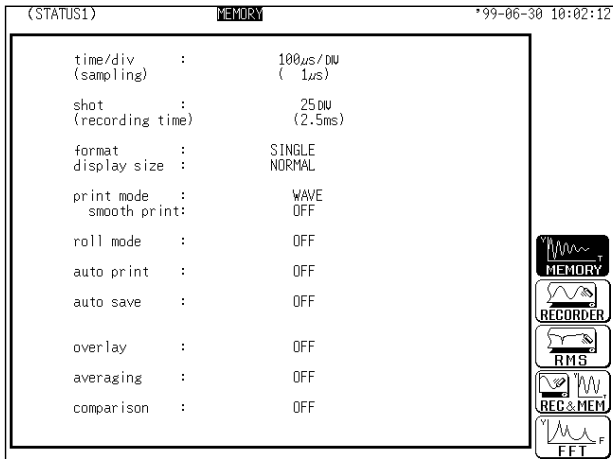 (STATUS1) MEMORY '99-06-30 10:02:12
time/div : 100µs/DIV
(sampling) ( 1µs)
shot : 25DIV
(recording time) (2.5ms)
format : SINGLE
display size : NORMAL
print mode : WAVE
smooth print: OFF
roll mode : OFF
auto print : OFF
auto save : OFF
overlay : OFF
averaging : OFF
comparison : OFF
Y T
MEMORY
RECORDER
RMS
Y T
REC&MEM
Y F
FFT